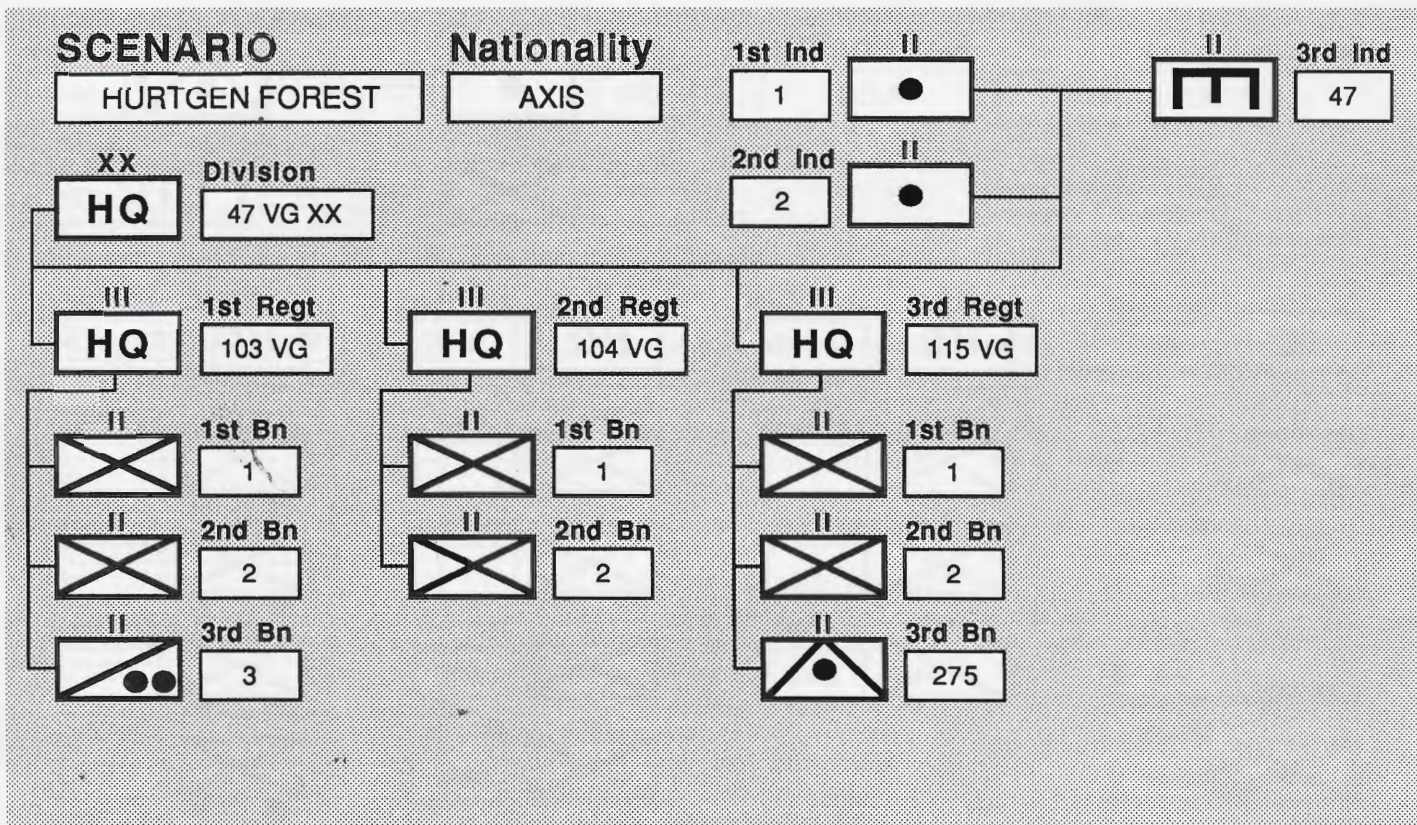 SCENARIO
HURTGEN FOREST
Nationality
AXIS
1st Ind
1
II
II
3rd Ind
47
2nd Ind
2
II
XX
HQ
Division
47 VG XX
III
HQ
1st Regt
103 VG
III
HQ
2nd Regt
104 VG
III
HQ
3rd Regt
115 VG
II
1st Bn
1
II
1st Bn
1
II
1st Bn
1
II
2nd Bn
2
II
2nd Bn
2
II
2nd Bn
2
II
3rd Bn
3
II
3rd Bn
275